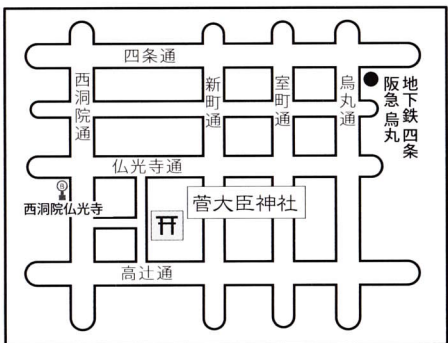 四条通
西洞院通
新町通
室町通
烏丸通
地下鉄 四条
阪急 烏丸
仏光寺通
西洞院仏光寺
菅大臣神社
高辻通